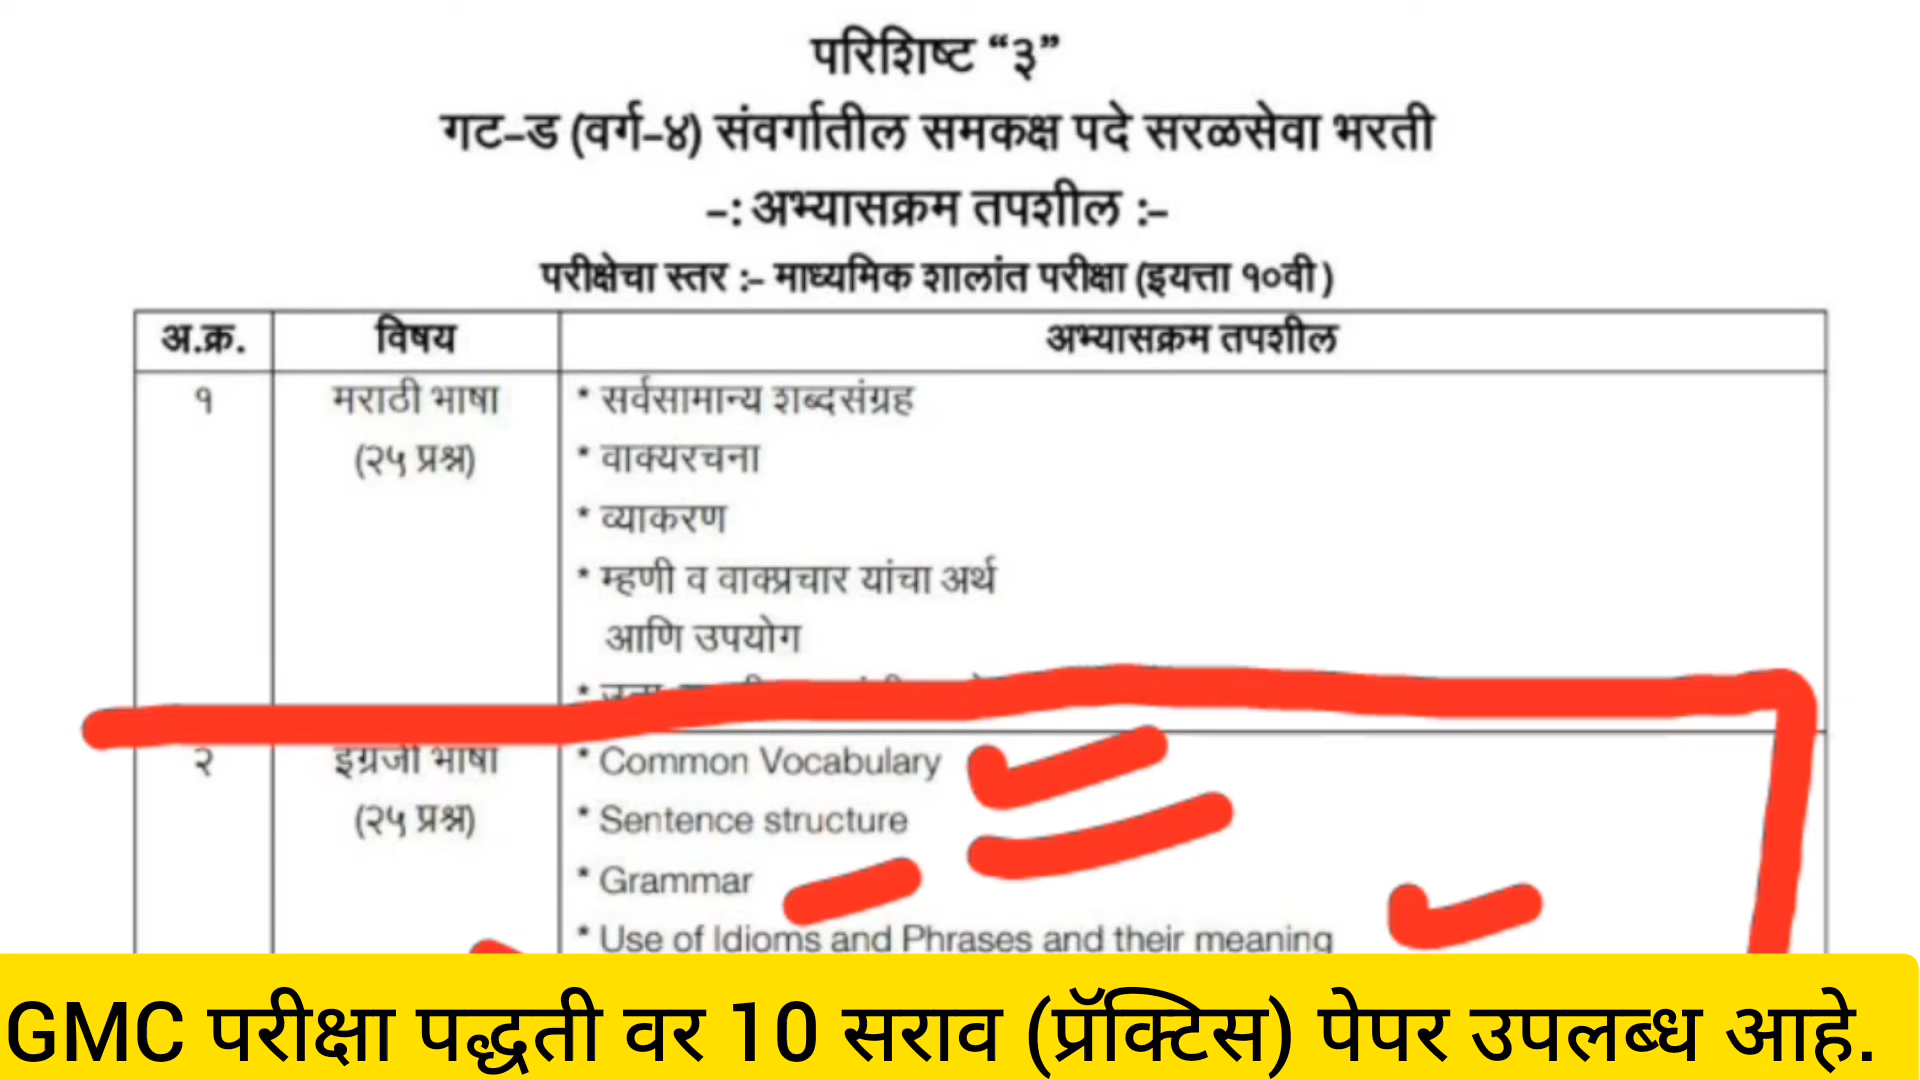 परिशिष्ट “३”
गट-ड (वर्ग-४) संवर्गातील समकक्ष पदे सरळसेवा भरती
-: अभ्यासक्रम तपशील :-
परीक्षेचा स्तर :- माध्यमिक शालांत परीक्षा (इयत्ता १०वी)
अ.क्र. विषय अभ्यासक्रम तपशील
१ मराठी भाषा * सर्वसामान्य शब्दसंग्रह
(२५ प्रश्न) * वाक्यरचना
* व्याकरण
* म्हणी व वाक्प्रचार यांचा अर्थ
आणि उपयोग
२ इंग्रजी भाषा * Common Vocabulary
(२५ प्रश्न) * Sentence structure
* Grammar
* Use of Idioms and Phrases and their meaning
GMC परीक्षा पद्धती वर 10 सराव (प्रॅक्टिस) पेपर उपलब्ध आहे.